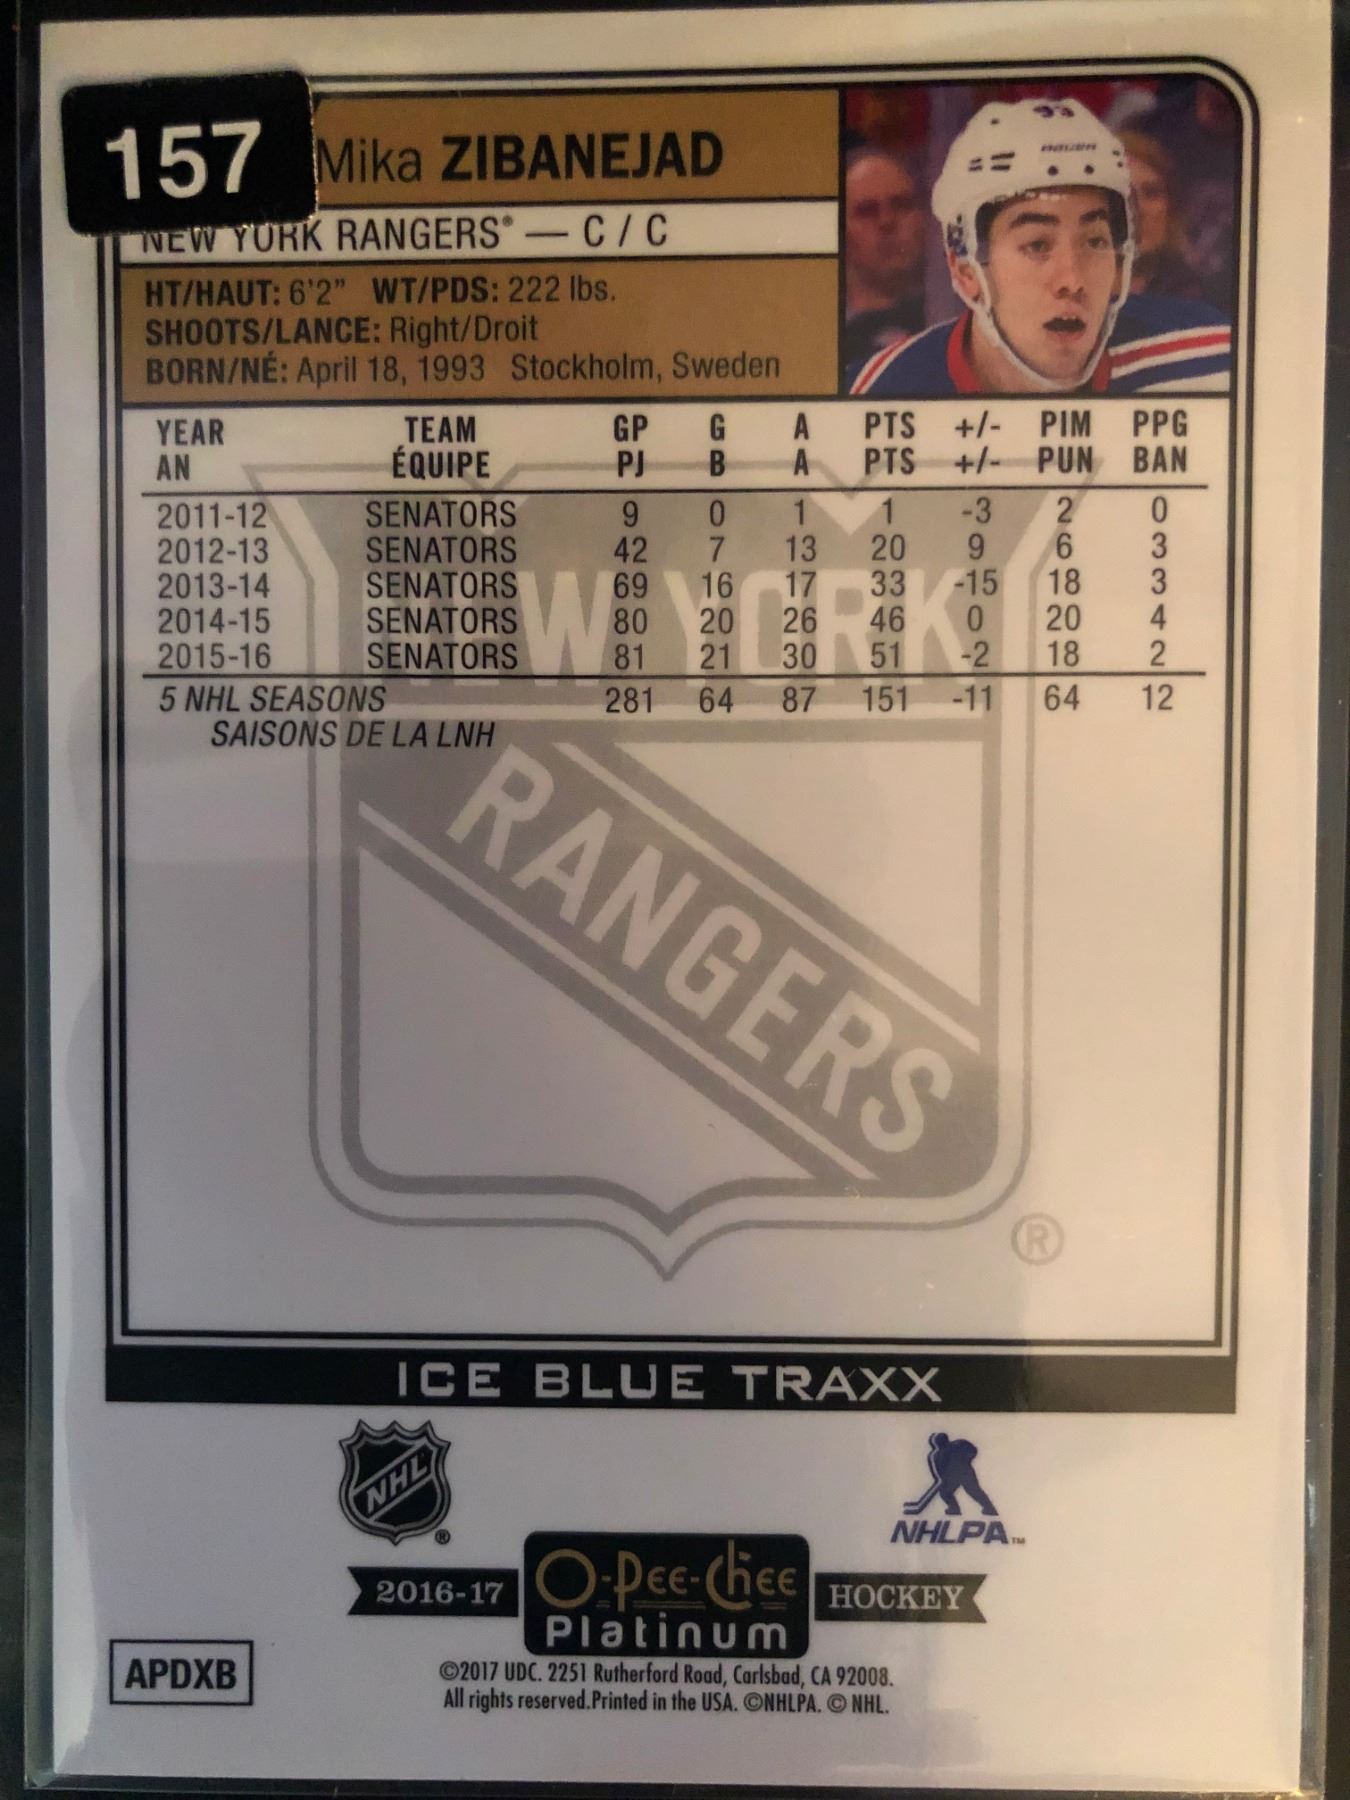 157
Mika ZIBANEJAD
NEW YORK RANGERS® — C / C
HT/HAUT: 6'2" WT/PDS: 222 lbs.
SHOOTS/LANCE: Right/Droit
BORN/NÉ: April 18, 1993 Stockholm, Sweden
93
BAUER
YEAR TEAM GP G A PTS +/- PIM PPG
AN ÉQUIPE PJ B A PTS +/- PUN BAN
2011-12 SENATORS 9 0 1 1 -3 2 0
2012-13 SENATORS 42 7 13 20 9 6 3
2013-14 SENATORS 69 16 17 33 -15 18 3
2014-15 SENATORS 80 20 26 46 0 20 4
2015-16 SENATORS 81 21 30 51 -2 18 2
5 NHL SEASONS 281 64 87 151 -11 64 12
SAISONS DE LA LNH
NEW YORK
RANGERS
®
ICE BLUE TRAXX
NHL ®
NHLPA™
2016-17 O-Pee-Chee HOCKEY
Platinum
APDXB
©2017 UDC. 2251 Rutherford Road, Carlsbad, CA 92008.
All rights reserved.Printed in the USA. ©NHLPA. © NHL.